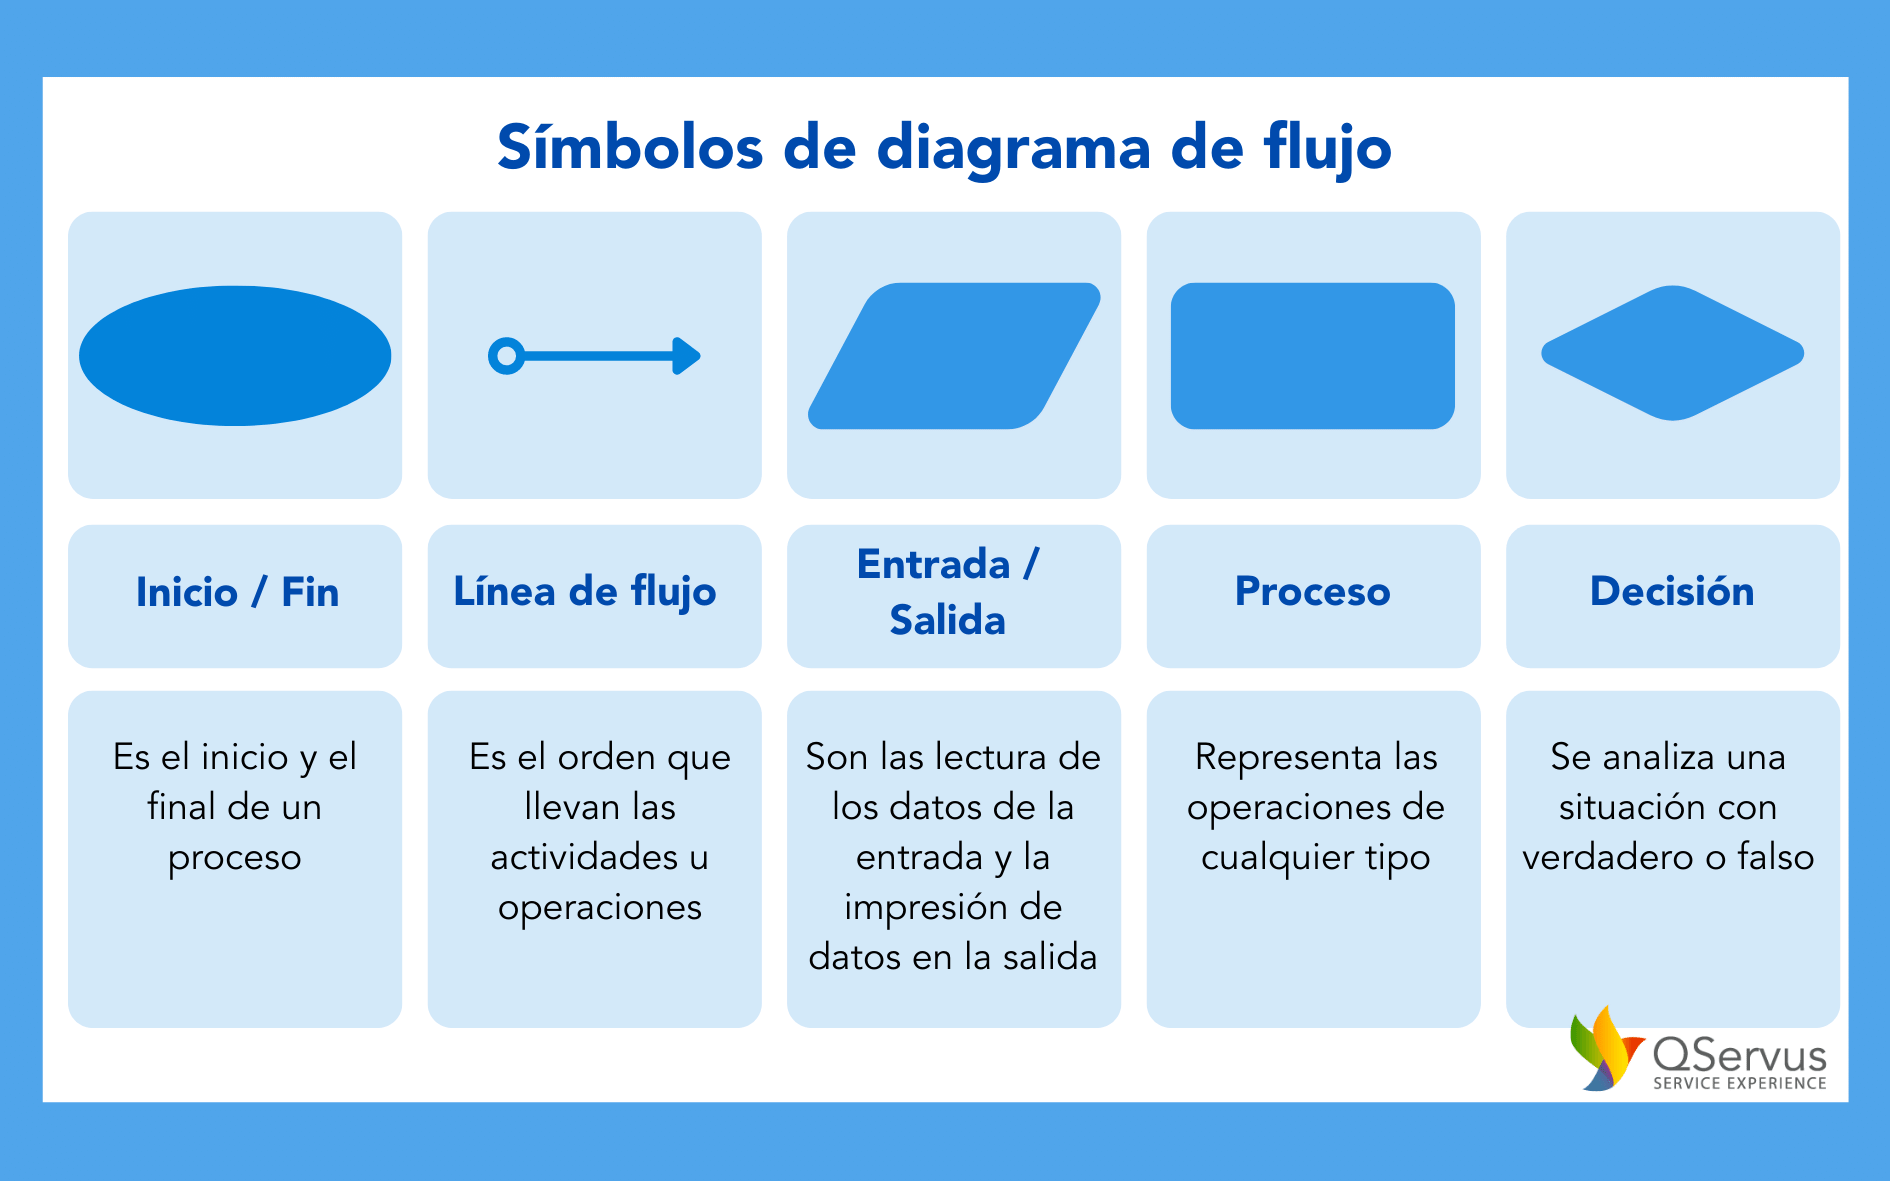 Símbolos de diagrama de flujo
Inicio / Fin
Línea de flujo
Entrada /
Salida
Proceso
Decisión
Es el inicio y el
final de un
proceso
Es el orden que
llevan las
actividades u
operaciones
Son las lectura de
los datos de la
entrada y la
impresión de
datos en la salida
Representa las
operaciones de
cualquier tipo
Se analiza una
situación con
verdadero o falso
QServus
SERVICE EXPERIENCE